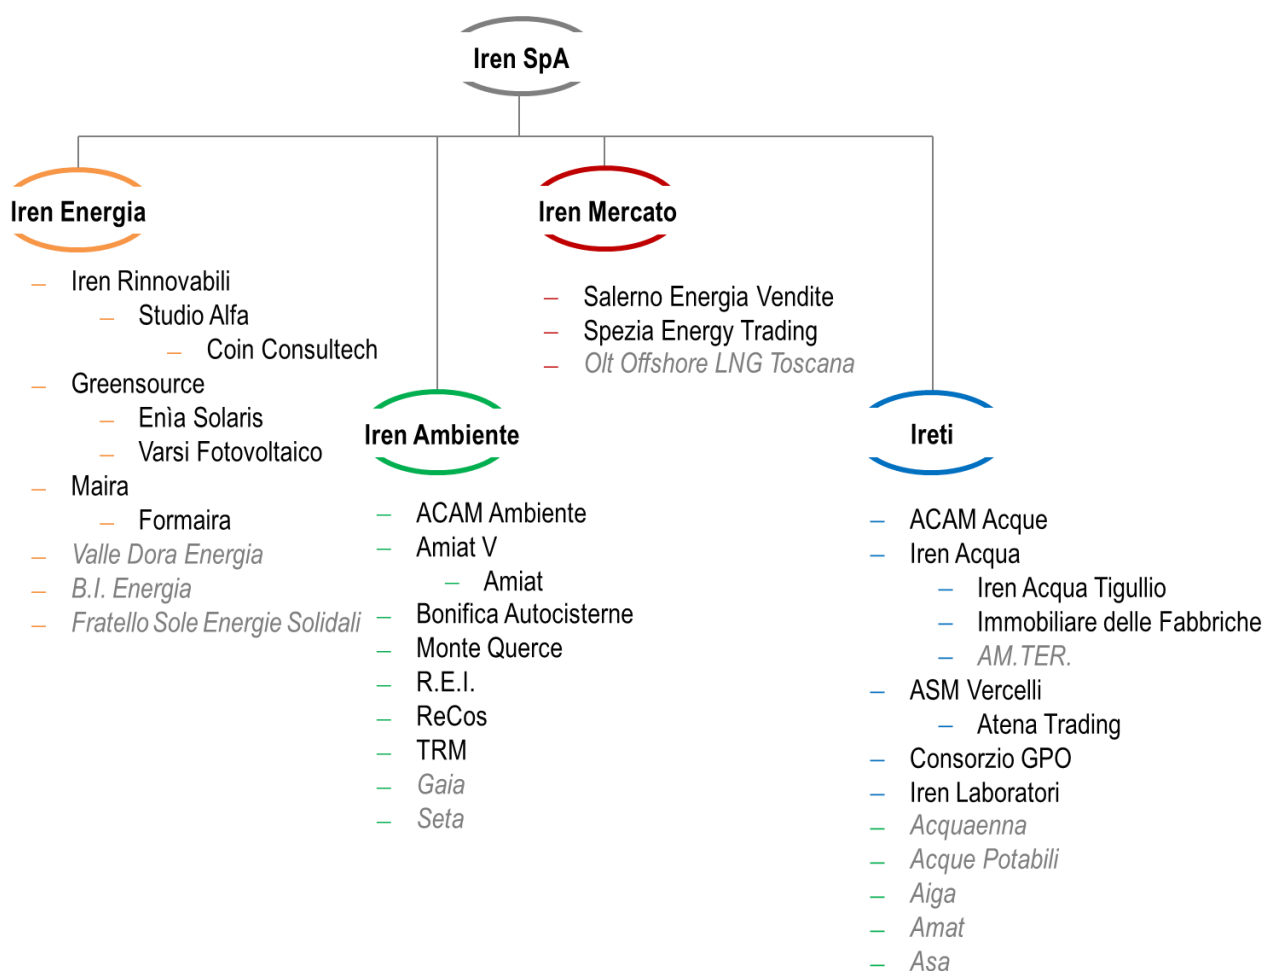 Iren SpA
Iren Energia
– Iren Rinnovabili
– Studio Alfa
– Coin Consultech
– Greensource
– Enìa Solaris
– Varsi Fotovoltaico
– Maira
– Formaira
– Valle Dora Energia
– B.I. Energia
– Fratello Sole Energie Solidali
Iren Ambiente
– ACAM Ambiente
– Amiat V
– Amiat
– Bonifica Autocisterne
– Monte Querce
– R.E.I.
– ReCos
– TRM
– Gaia
– Seta
Iren Mercato
– Salerno Energia Vendite
– Spezia Energy Trading
– Olt Offshore LNG Toscana
Ireti
– ACAM Acque
– Iren Acqua
– Iren Acqua Tigullio
– Immobiliare delle Fabbriche
– AM.TER.
– ASM Vercelli
– Atena Trading
– Consorzio GPO
– Iren Laboratori
– Acquaenna
– Acque Potabili
– Aiga
– Amat
– Asa